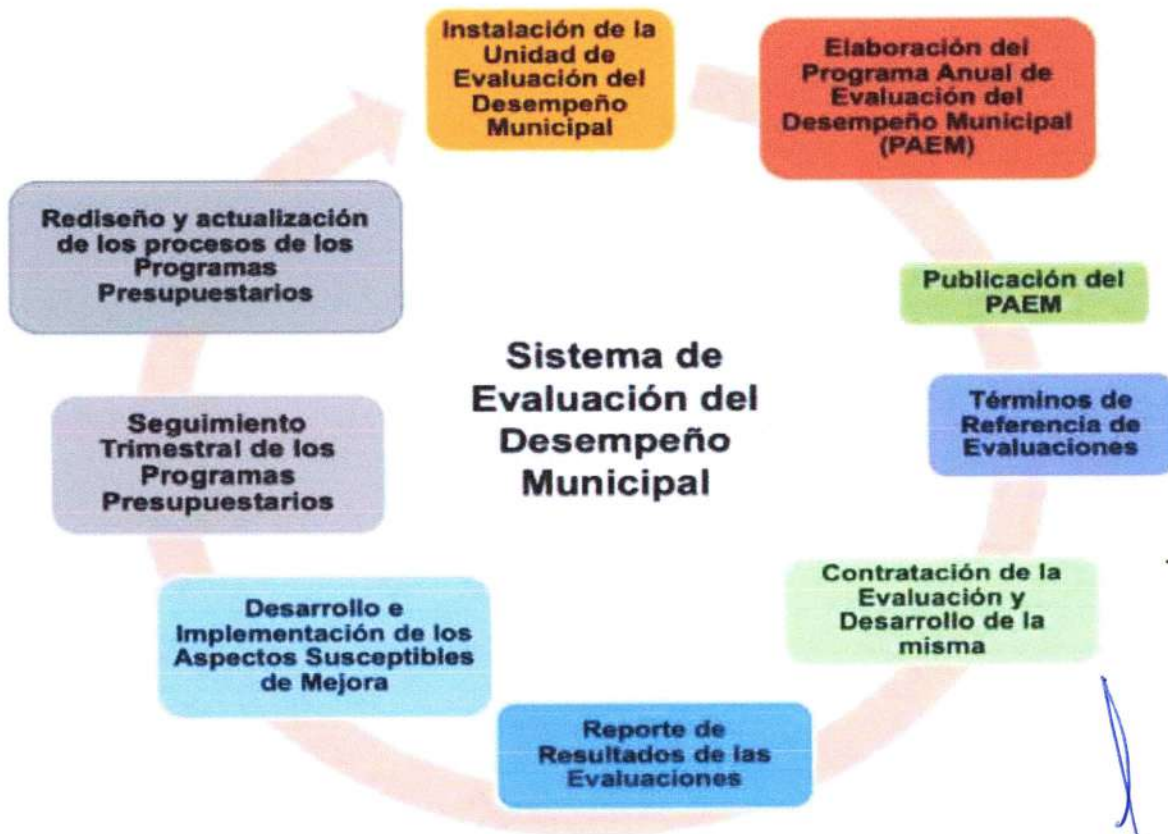 Instalación de la
Unidad de
Evaluación del
Desempeño
Municipal
Elaboración del
Programa Anual de
Evaluación del
Desempeño Municipal
(PAEM)
Publicación del
PAEM
Términos de
Referencia de
Evaluaciones
Contratación de la
Evaluación y
Desarrollo de la
misma
Reporte de
Resultados de las
Evaluaciones
Desarrollo e
Implementación de los
Aspectos Susceptibles
de Mejora
Seguimiento
Trimestral de los
Programas
Presupuestarios
Rediseño y actualización
de los procesos de los
Programas
Presupuestarios
Sistema de
Evaluación del
Desempeño
Municipal